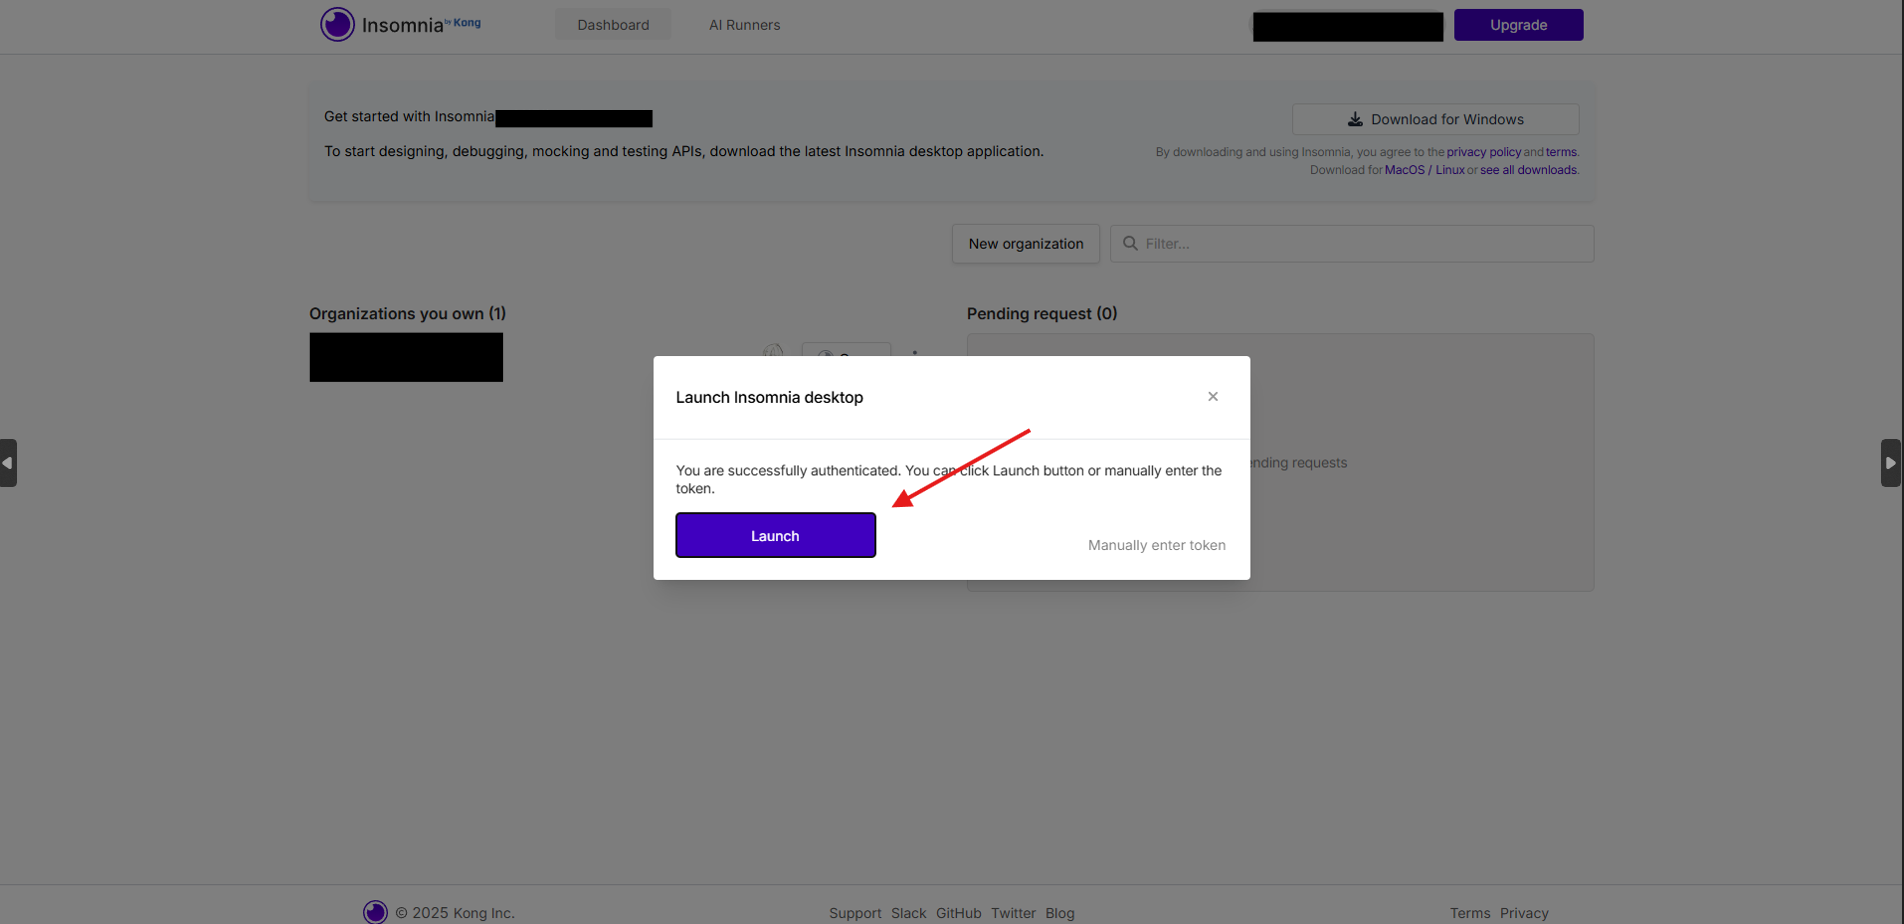 Insomnia by Kong
Dashboard
AI Runners
Upgrade
Get started with Insomnia
To start designing, debugging, mocking and testing APIs, download the latest Insomnia desktop application.
Download for Windows
By downloading and using Insomnia, you agree to the privacy policy and terms.
Download for MacOS / Linux or see all downloads.
New organization
Filter...
Organizations you own (1)
Pending request (0)
requests
Launch Insomnia desktop
You are successfully authenticated. You can click Launch button or manually enter the
token.
Launch
Manually enter token
© 2025 Kong Inc.
Support Slack GitHub Twitter Blog
Terms Privacy